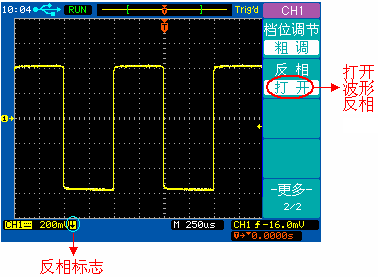 10:04 RUN Trig'd CH1
档位调节
粗 调
反 相
打 开
打开
波形
反相
1
-更多-
2/2
CH1 200mV M 250us CH1 -16.0mV
0.0000s
反相标志